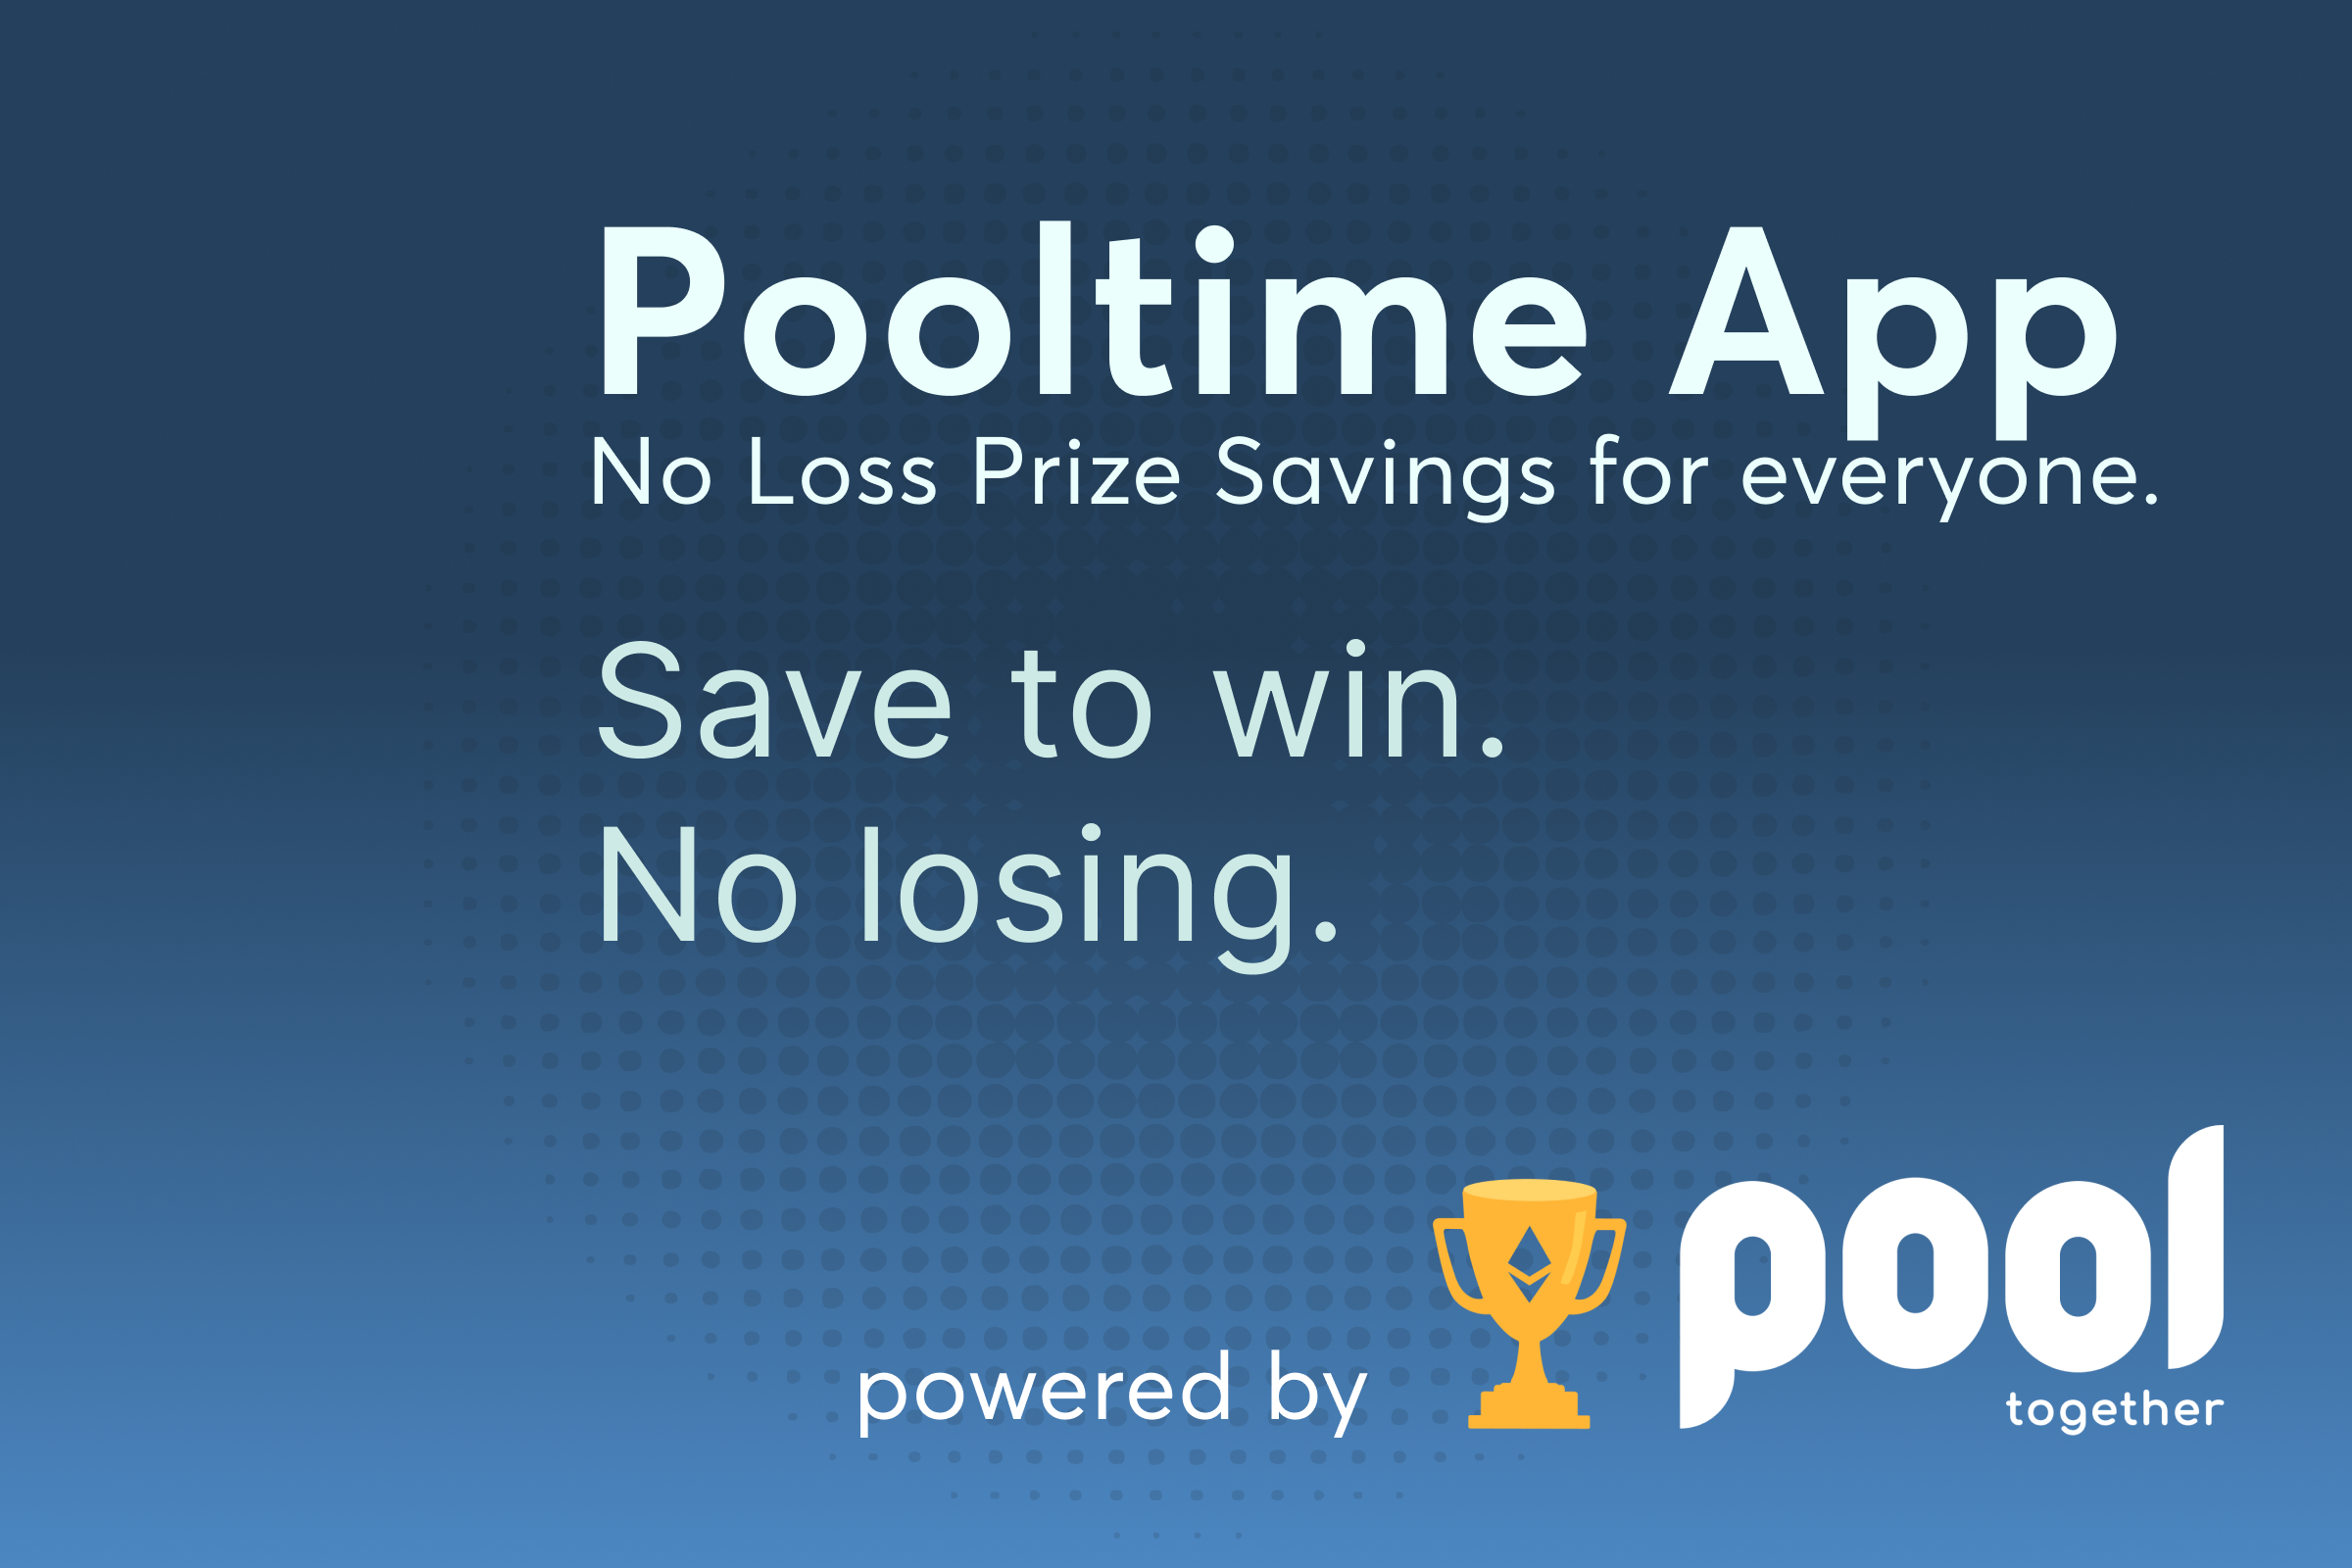 Pooltime App
No Loss Prize Savings for everyone.
Save to win.
No losing.
powered by
pool
together